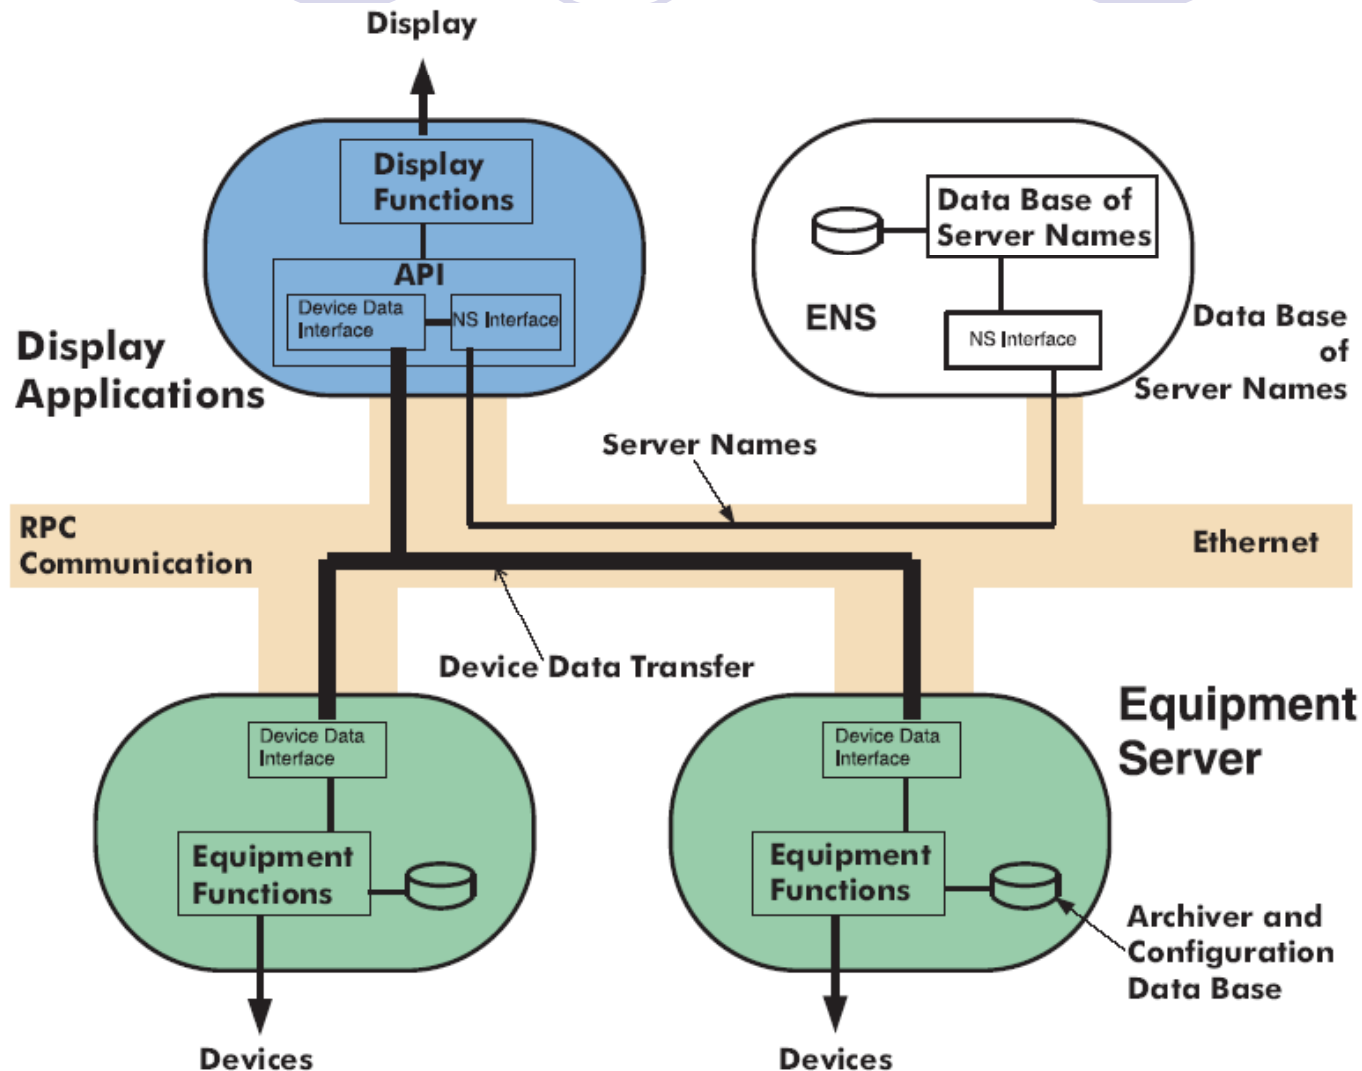 Display
Display
Functions
API
Device Data
Interface
NS Interface
Display
Applications
Data Base of
Server Names
ENS
NS Interface
Data Base
of
Server Names
Server Names
RPC
Communication
Ethernet
Device Data Transfer
Equipment
Server
Device Data
Interface
Equipment
Functions
Devices
Device Data
Interface
Equipment
Functions
Archiver and
Configuration
Data Base
Devices